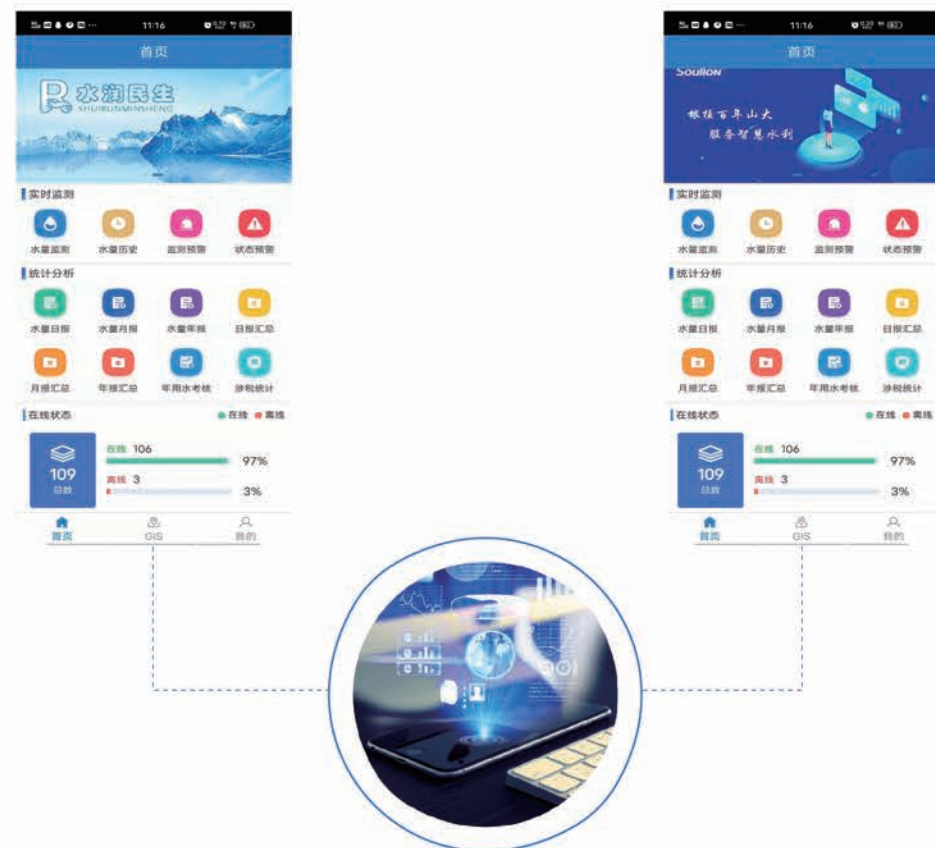 11:16
首页
水润民生
SHUIRUNMINSHENG
实时监测
水量监测 水量历史 监测预警 状态预警
统计分析
水量日报 水量月报 水量年报 日报汇总
月报汇总 年报汇总 年用水考核 涉税统计
在线状态 在线 离线
109
总数
在线 106
97%
离线 3
3%
首页 GIS 我的
11:16
首页
Soullon
根植百年山大
服务智慧水利
实时监测
水量监测 水量历史 监测预警 状态预警
统计分析
水量日报 水量月报 水量年报 日报汇总
月报汇总 年报汇总 年用水考核 涉税统计
在线状态 在线 离线
109
总数
在线 106
97%
离线 3
3%
首页 GIS 我的